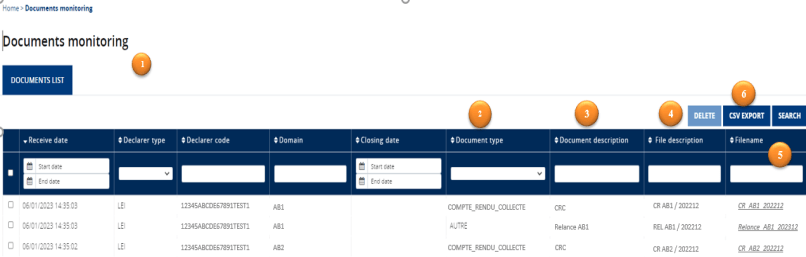 Home > Documents monitoring
Documents monitoring
1
DOCUMENTS LIST
2 3 4 6
DELETE CSV EXPORT SEARCH
Receive date Declarer type Declarer code Domain Closing date Document type Document description File description Filename
5
Start date Start date
End date End date
06/01/2023 14:35:03 LEI 12345ABCDE67891TEST1 AB1 COMPTE_RENDU_COLLECTE CRC CR AB1 / 202212 CR_AB1_202212
06/01/2023 14:35:03 LEI 12345ABCDE67891TEST1 AB1 AUTRE Relance AB1 REL AB1 / 202212 Relance_AB1_202312
06/01/2023 14:35:02 LEI 12345ABCDE67891TEST1 AB2 COMPTE_RENDU_COLLECTE CRC CR AB2 / 202212 CR_AB2_202212